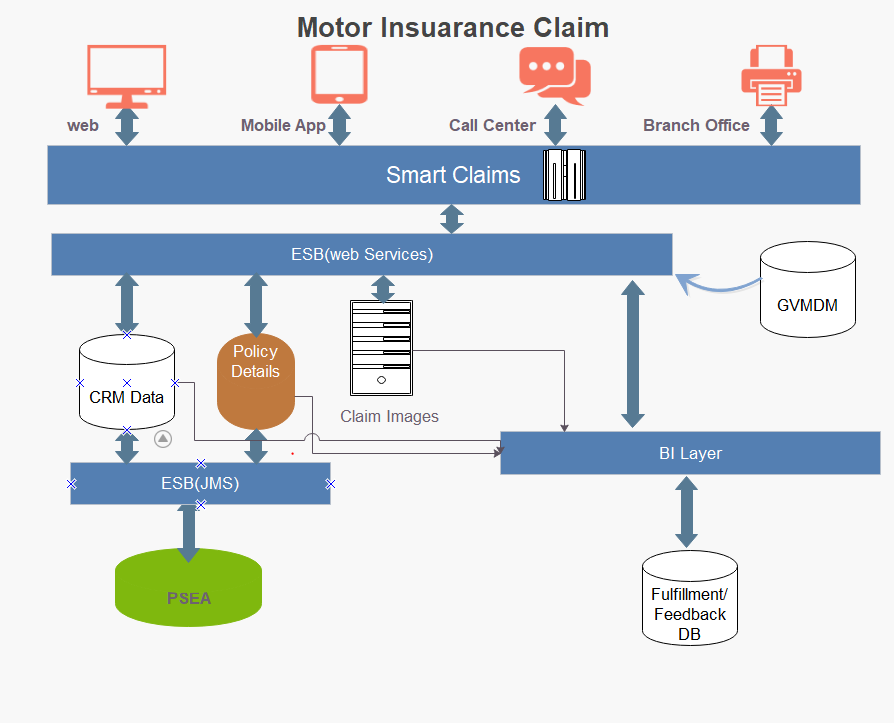 Motor Insuarance Claim
web
Mobile App
Call Center
Branch Office
Smart Claims
ESB(web Services)
GVMDM
Policy
Details
CRM Data
Claim Images
BI Layer
ESB(JMS)
PSEA
Fulfillment/
Feedback
DB